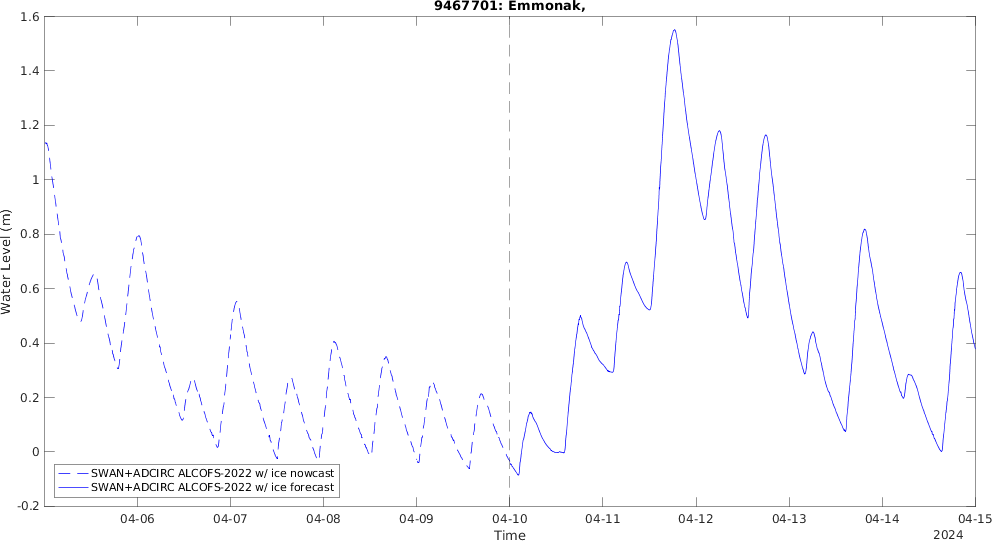 9467701: Emmonak,
1.6
1.4
1.2
1
0.8
0.6
0.4
0.2
0
-0.2
Water Level (m)
SWAN+ADCIRC ALCOFS-2022 w/ ice nowcast
SWAN+ADCIRC ALCOFS-2022 w/ ice forecast
04-06 04-07 04-08 04-09 04-10 04-11 04-12 04-13 04-14 04-15
Time
2024